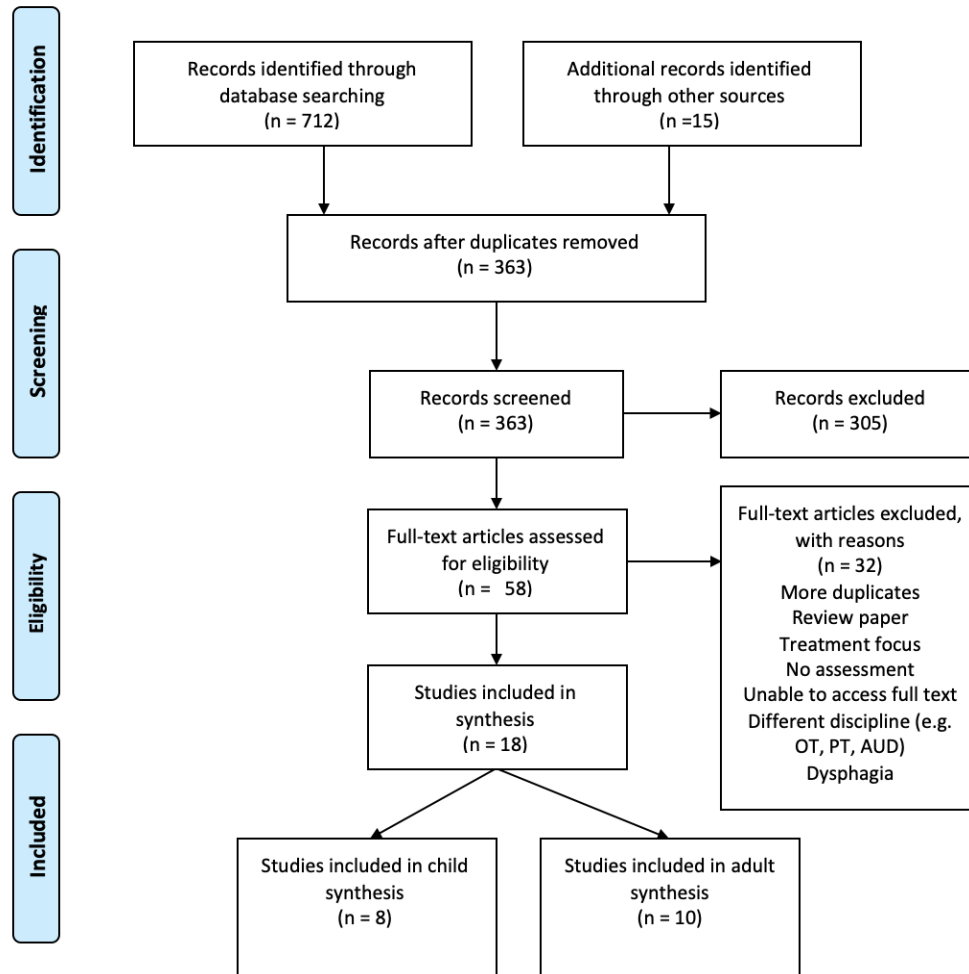 Identification
Records identified through
database searching
(n = 712)
Additional records identified
through other sources
(n =15)
Records after duplicates removed
(n = 363)
Screening
Records screened
(n = 363)
Records excluded
(n = 305)
Eligibility
Full-text articles assessed
for eligibility
(n =   58)
Full-text articles excluded,
with reasons
(n = 32)
More duplicates
Review paper
Treatment focus
No assessment
Unable to access full text
Different discipline (e.g.
OT, PT, AUD)
Dysphagia
Studies included in
synthesis
(n = 18)
Included
Studies included in child
synthesis
(n = 8)
Studies included in adult
synthesis
(n = 10)